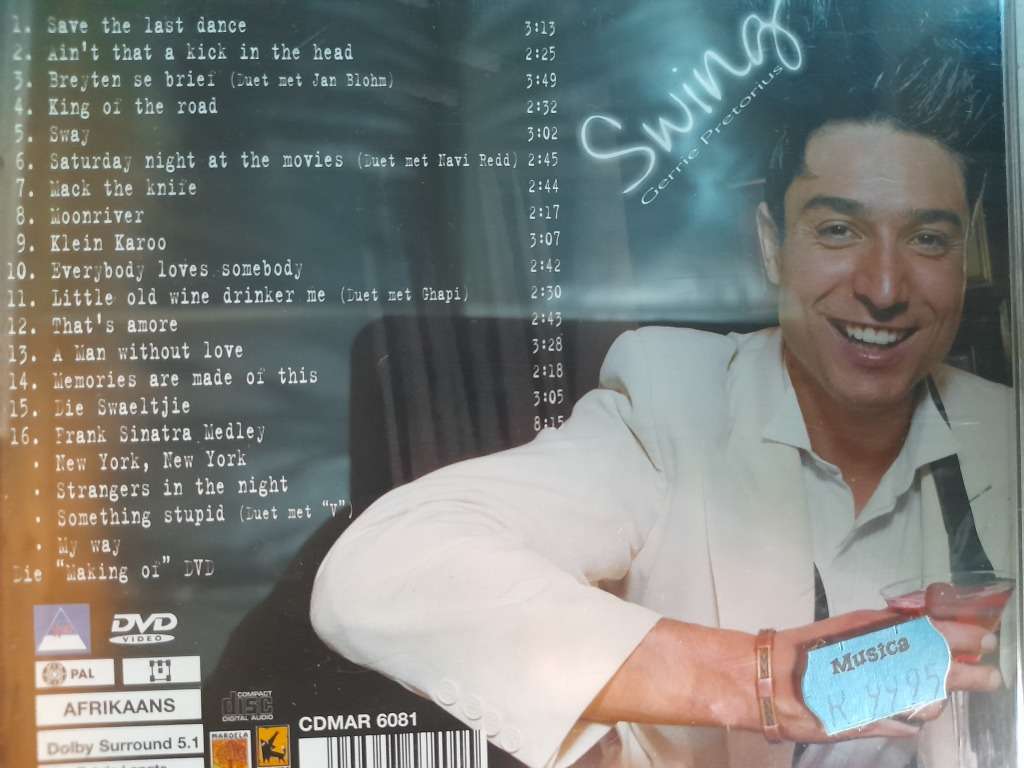 1. Save the last dance 3:13
2. Ain't that a kick in the head 2:25
3. Breyten se brief (Duet met Jan Blohm) 3:49
4. King of the road 2:32
5. Sway 3:02
6. Saturday night at the movies (Duet met Navi Redd) 2:45
7. Mack the knife 2:44
8. Moonriver 2:17
9. Klein Karoo 3:07
10. Everybody loves somebody 2:42
11. Little old wine drinker me (Duet met Ghapi) 2:30
12. That's amore 2:43
13. A Man without love 3:28
14. Memories are made of this 2:18
15. Die Swaeltjie 3:05
16. Frank Sinatra Medley 8:15
· New York, New York
· Strangers in the night
· Something stupid (Duet met "V")
· My way
Die "Making of" DVD
Swing
Gerrie Pretorius
Musica
R 9995
DVD
VIDEO
PAL
AFRIKAANS
Dolby Surround 5.1
COMPACT
disc
DIGITAL AUDIO
MAROELA
CDMAR 6081